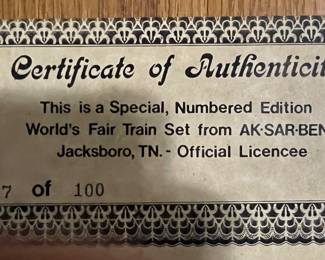 Certificate of Authenticit
This is a Special, Numbered Edition
World's Fair Train Set from AK·SAR·BEN
Jacksboro, TN. - Official Licencee
7 of 100